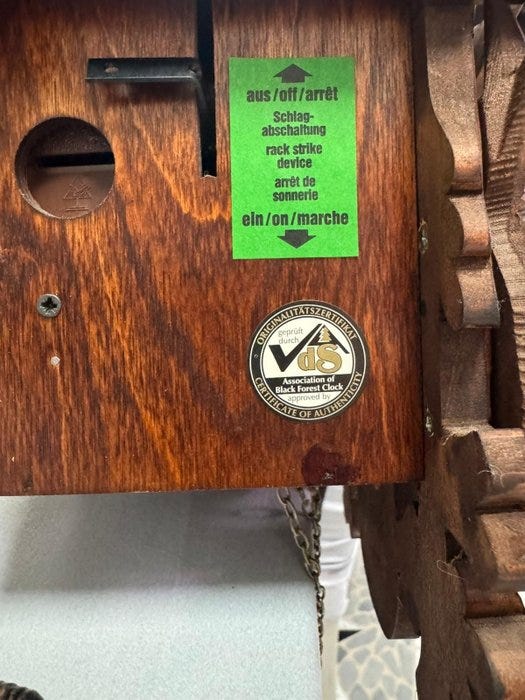 aus/off/arrêt
Schlag-
abschaltung
rack strike
device
arrêt de
sonnerie
ein/on/marche
ORIGINALITÄTSZERTIFIKAT
geprüft
durch
VdS
Association of
Black Forest Clock
approved by
CERTIFICATE OF AUTHENTICITY